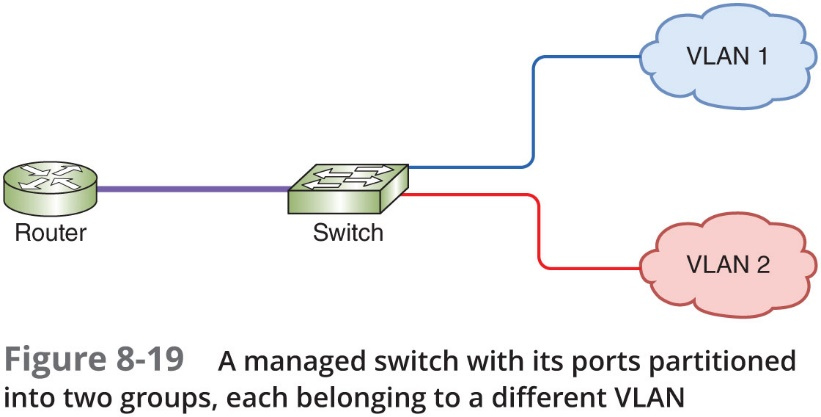 VLAN 1
Router
Switch
VLAN 2
Figure 8-19 A managed switch with its ports partitioned
into two groups, each belonging to a different VLAN